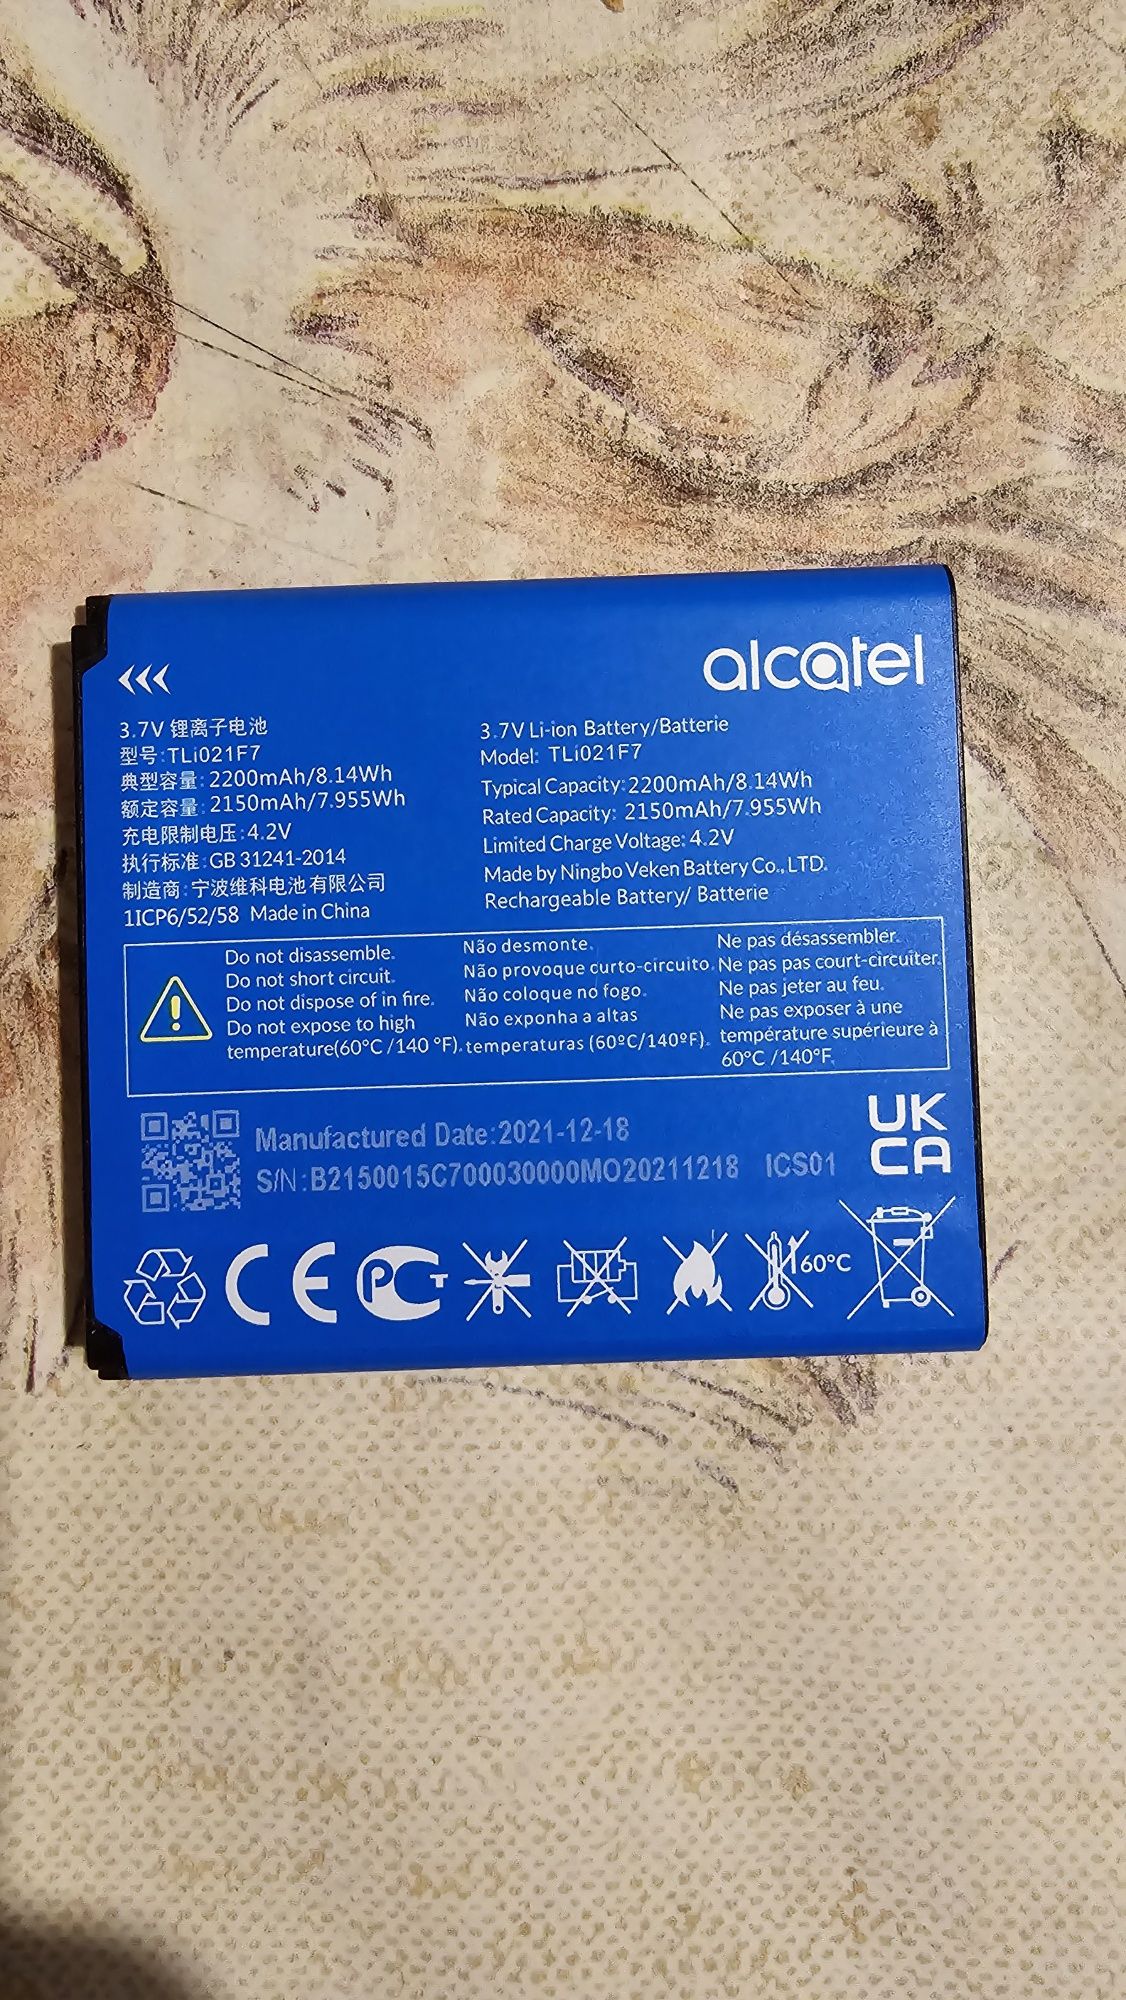 alcatel
3.7V 锂离子电池
型号:TLi021F7
典型容量: 2200mAh/8.14Wh
额定容量: 2150mAh/7.955Wh
充电限制电压:4.2V
执行标准:GB 31241-2014
制造商:宁波维科电池有限公司
1ICP6/52/58 Made in China
3.7V Li-ion Battery/Batterie
Model: TLi021F7
Typical Capacity:2200mAh/8.14Wh
Rated Capacity: 2150mAh/7.955Wh
Limited Charge Voltage: 4.2V
Made by Ningbo Veken Battery Co.,LTD.
Rechargeable Battery/ Batterie
Do not disassemble.
Do not short circuit.
Do not dispose of in fire.
Do not expose to high
temperature(60°C /140 °F).
Não desmonte.
Não provoque curto-circuito.
Não coloque no fogo.
Não exponha a altas
temperaturas (60ºC/140ºF).
Ne pas désassembler.
Ne pas pas court-circuiter.
Ne pas jeter au feu.
Ne pas exposer à une
température supérieure à
60°C /140°F.
Manufactured Date:2021-12-18
S/N:B2150015C700030000MO20211218 ICS01
UK
CA
CE PCT 60°C